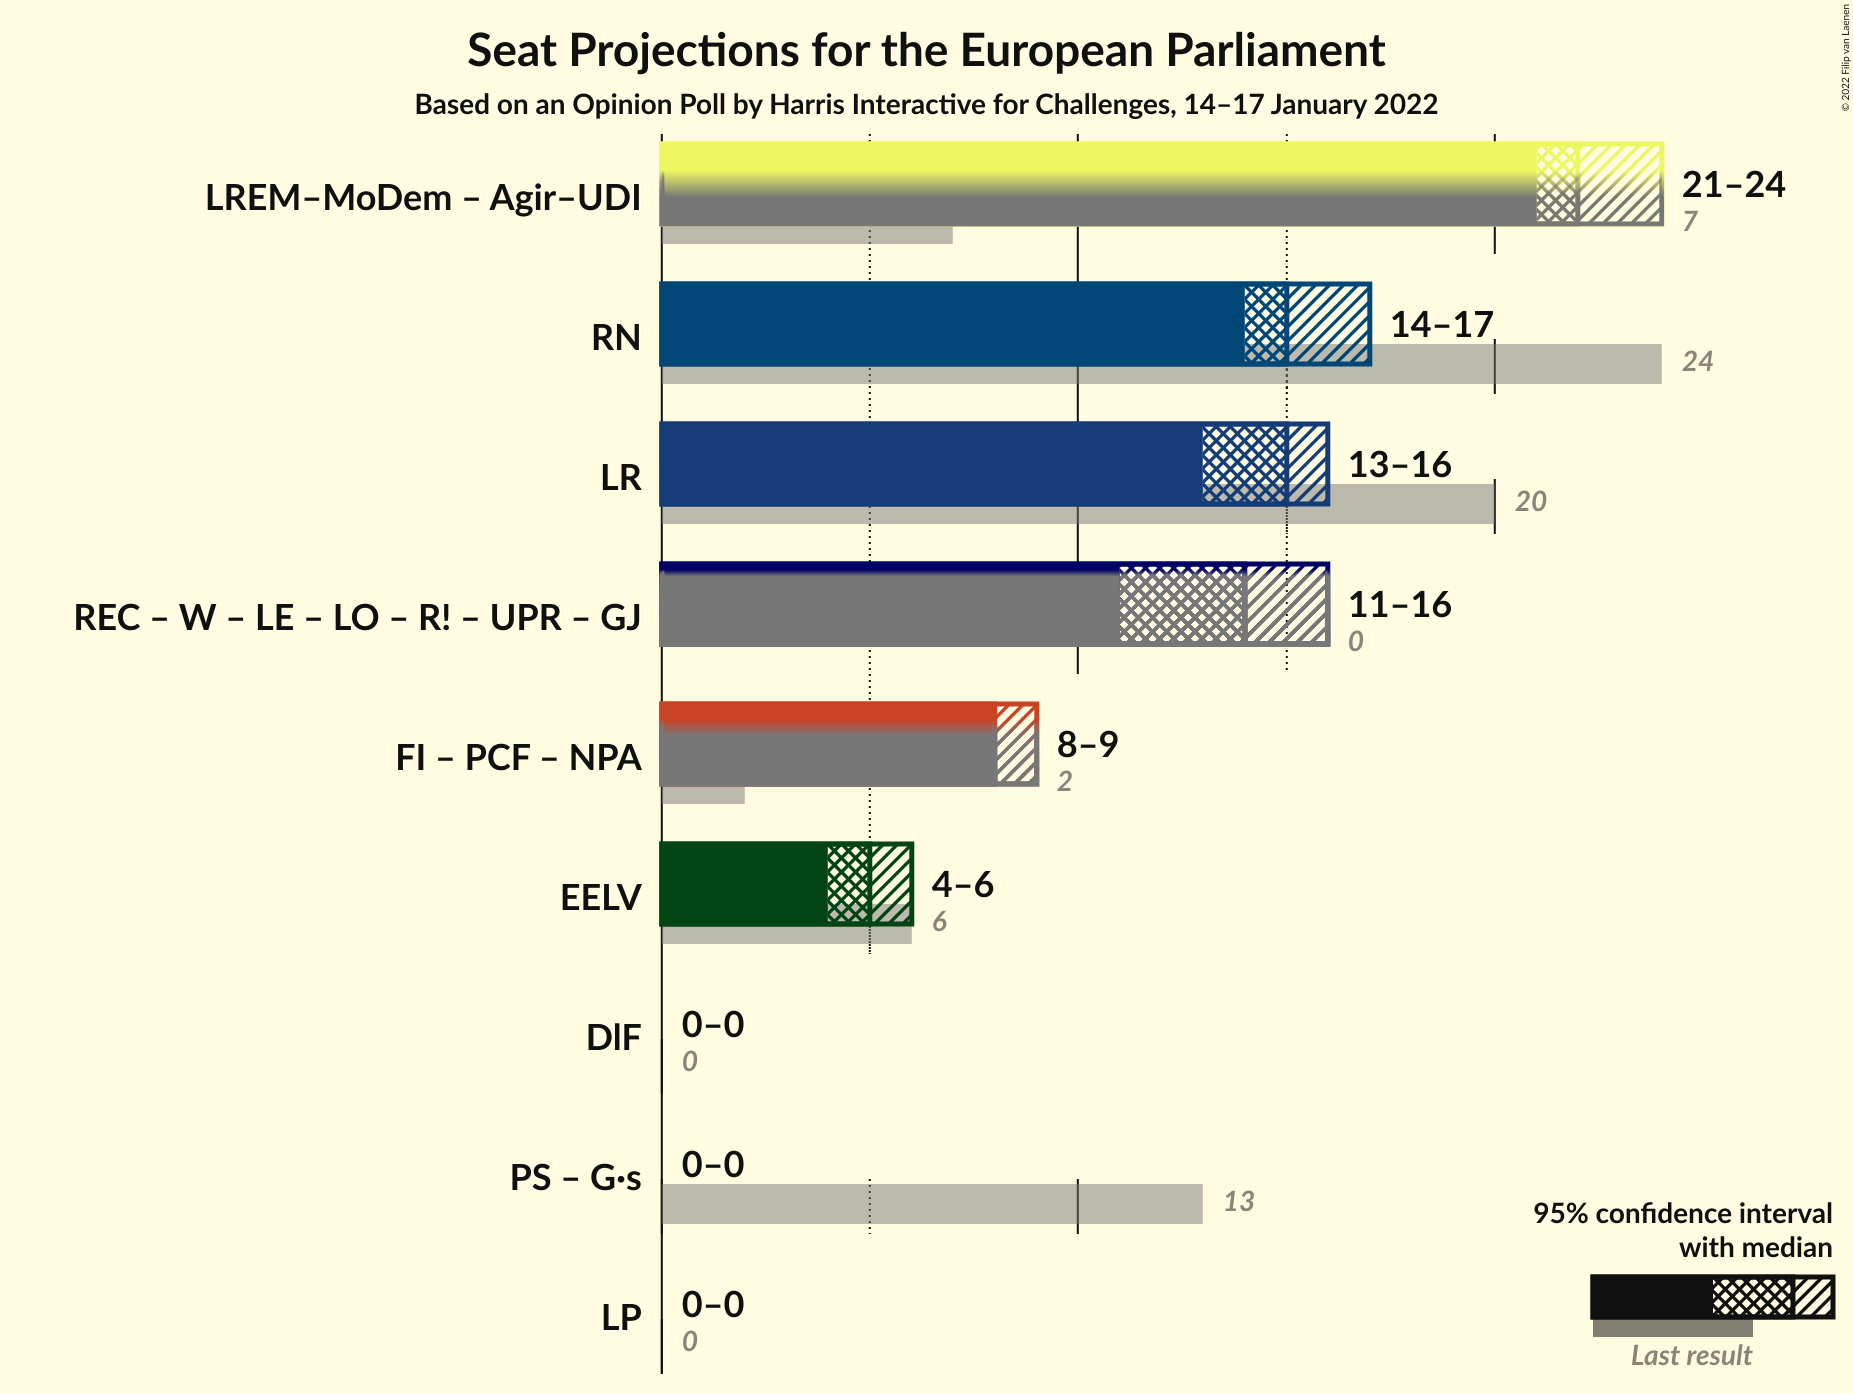 Seat Projections for the European Parliament
Based on an Opinion Poll by Harris Interactive for Challenges, 14–17 January 2022
© 2022 Filip van Laenen
LREM–MoDem – Agir–UDI
21–24
7
RN
14–17
24
LR
13–16
20
REC – W – LE – LO – R! – UPR – GJ
11–16
0
FI – PCF – NPA
8–9
2
EELV
4–6
6
DlF
0–0
0
PS – G·s
0–0
13
LP
0–0
0
95% confidence interval
with median
Last result